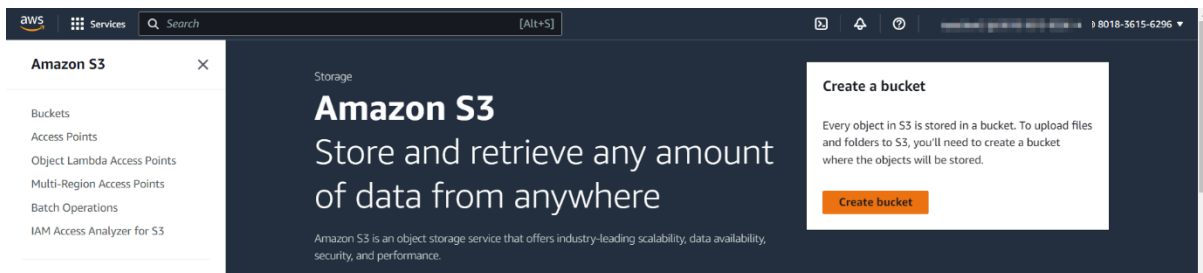 aws Services Search [Alt+S] 8018-3615-6296
Amazon S3
Buckets
Access Points
Object Lambda Access Points
Multi-Region Access Points
Batch Operations
IAM Access Analyzer for S3
Storage
Amazon S3
Store and retrieve any amount
of data from anywhere
Amazon S3 is an object storage service that offers industry-leading scalability, data availability,
security, and performance.
Create a bucket
Every object in S3 is stored in a bucket. To upload files
and folders to S3, you'll need to create a bucket
where the objects will be stored.
Create bucket